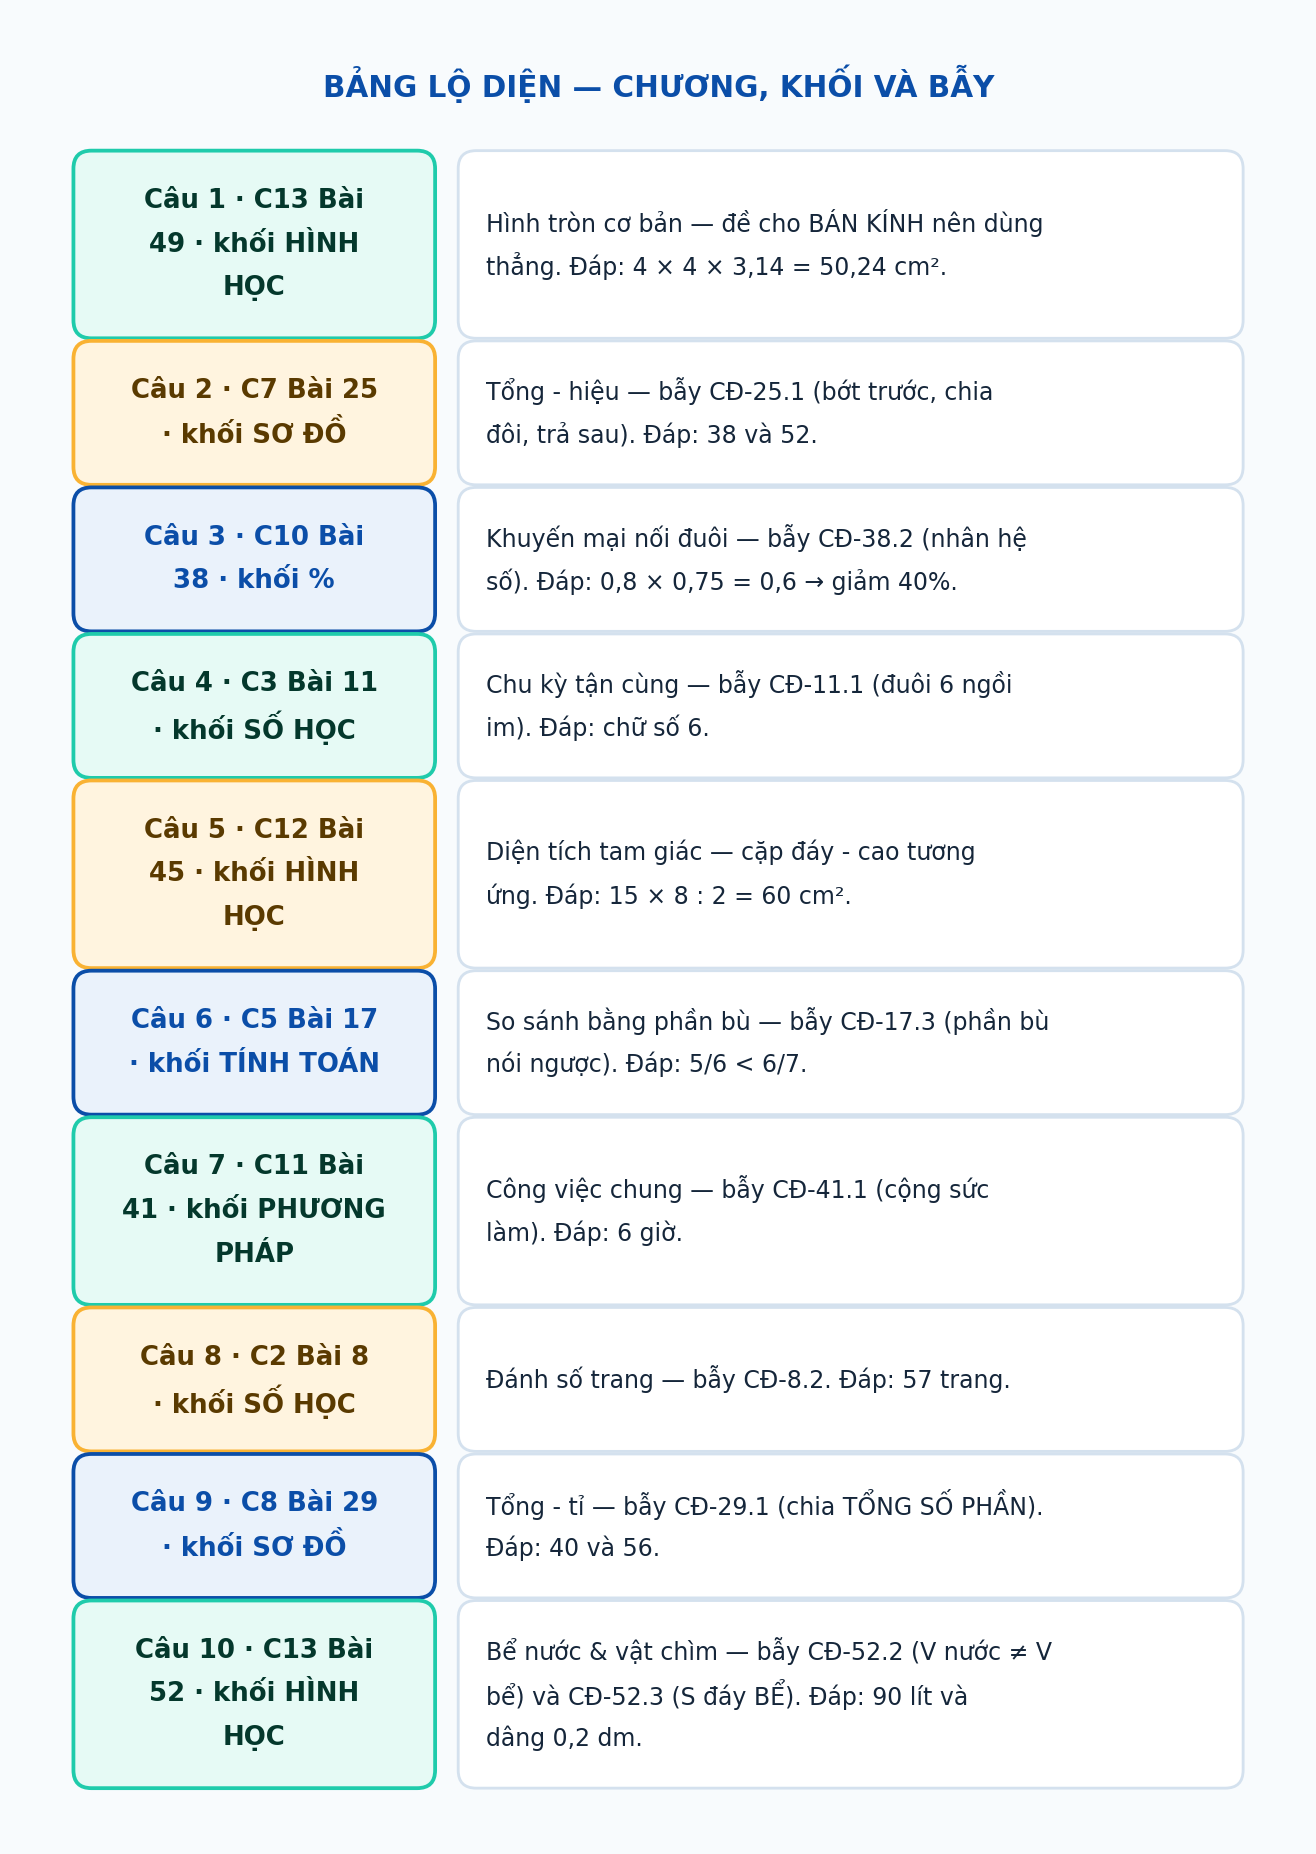 BẢNG LỘ DIỆN — CHƯƠNG, KHỐI VÀ BẪY
Câu 1 · C13 Bài
49 · khối HÌNH
HỌC
Hình tròn cơ bản — đề cho BÁN KÍNH nên dùng
thẳng. Đáp: 4 × 4 × 3,14 = 50,24 cm².
Câu 2 · C7 Bài 25
· khối SƠ ĐỒ
Tổng - hiệu — bẫy CĐ-25.1 (bớt trước, chia
đôi, trả sau). Đáp: 38 và 52.
Câu 3 · C10 Bài
38 · khối %
Khuyến mại nối đuôi — bẫy CĐ-38.2 (nhân hệ
số). Đáp: 0,8 × 0,75 = 0,6 → giảm 40%.
Câu 4 · C3 Bài 11
· khối SỐ HỌC
Chu kỳ tận cùng — bẫy CĐ-11.1 (đuôi 6 ngồi
im). Đáp: chữ số 6.
Câu 5 · C12 Bài
45 · khối HÌNH
HỌC
Diện tích tam giác — cặp đáy - cao tương
ứng. Đáp: 15 × 8 : 2 = 60 cm².
Câu 6 · C5 Bài 17
· khối TÍNH TOÁN
So sánh bằng phần bù — bẫy CĐ-17.3 (phần bù
nói ngược). Đáp: 5/6 < 6/7.
Câu 7 · C11 Bài
41 · khối PHƯƠNG
PHÁP
Công việc chung — bẫy CĐ-41.1 (cộng sức
làm). Đáp: 6 giờ.
Câu 8 · C2 Bài 8
· khối SỐ HỌC
Đánh số trang — bẫy CĐ-8.2. Đáp: 57 trang.
Câu 9 · C8 Bài 29
· khối SƠ ĐỒ
Tổng - tỉ — bẫy CĐ-29.1 (chia TỔNG SỐ PHẦN).
Đáp: 40 và 56.
Câu 10 · C13 Bài
52 · khối HÌNH
HỌC
Bể nước & vật chìm — bẫy CĐ-52.2 (V nước ≠ V
bể) và CĐ-52.3 (S đáy BỂ). Đáp: 90 lít và
dâng 0,2 dm.